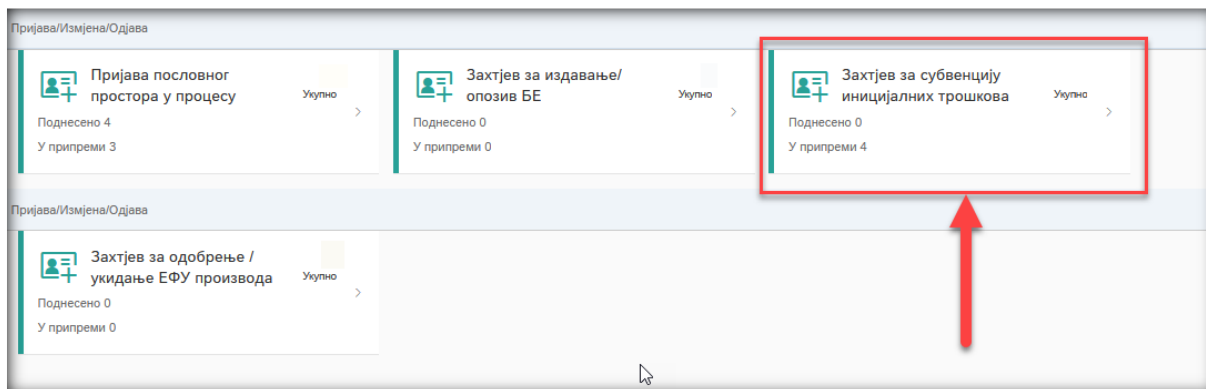 Пријава/Измјена/Одјава
Пријава пословног
простора у процесу
Укупно
Поднесено 4
У припреми 3
Захтјев за издавање/
опозив БЕ
Укупно
Поднесено 0
У припреми 0
Захтјев за субвенцију
иницијалних трошкова
Укупно
Поднесено 0
У припреми 4
Пријава/Измјена/Одјава
Захтјев за одобрење /
укидање ЕФУ производа
Укупно
Поднесено 0
У припреми 0